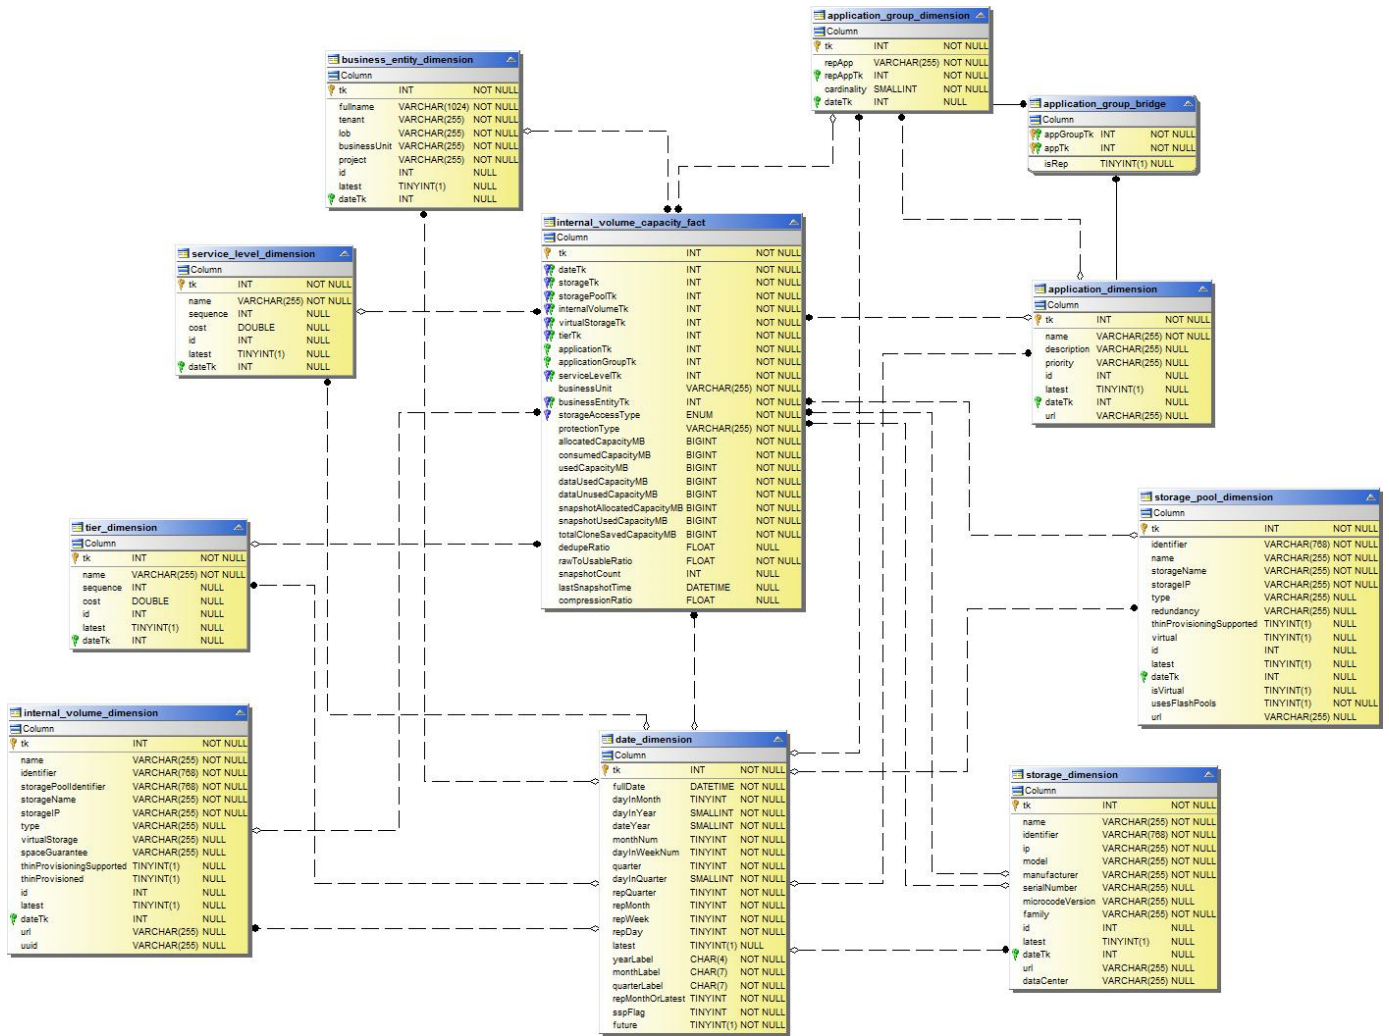 application_group_dimension
Column
tk INT NOT NULL
repApp VARCHAR(255) NOT NULL
repAppTk INT NOT NULL
cardinality SMALLINT NOT NULL
dateTk INT NULL
business_entity_dimension
Column
tk INT NOT NULL
fullname VARCHAR(1024) NOT NULL
tenant VARCHAR(255) NOT NULL
lob VARCHAR(255) NOT NULL
businessUnit VARCHAR(255) NOT NULL
project VARCHAR(255) NOT NULL
id INT NULL
latest TINYINT(1) NULL
dateTk INT NULL
application_group_bridge
Column
appGroupTk INT NOT NULL
appTk INT NOT NULL
isRep TINYINT(1) NULL
internal_volume_capacity_fact
Column
tk INT NOT NULL
dateTk INT NOT NULL
storageTk INT NOT NULL
storagePoolTk INT NOT NULL
internalVolumeTk INT NOT NULL
virtualStorageTk INT NOT NULL
tierTk INT NOT NULL
applicationTk INT NOT NULL
applicationGroupTk INT NOT NULL
serviceLevelTk INT NOT NULL
businessUnit VARCHAR(255) NOT NULL
businessEntityTk INT NOT NULL
storageAccessType ENUM NOT NULL
protectionType VARCHAR(255) NOT NULL
allocatedCapacityMB BIGINT NOT NULL
consumedCapacityMB BIGINT NOT NULL
usedCapacityMB BIGINT NOT NULL
dataUsedCapacityMB BIGINT NOT NULL
dataUnusedCapacityMB BIGINT NOT NULL
snapshotAllocatedCapacityMB BIGINT NOT NULL
snapshotUsedCapacityMB BIGINT NOT NULL
totalCloneSavedCapacityMB BIGINT NOT NULL
dedupeRatio FLOAT NULL
rawToUsableRatio FLOAT NOT NULL
snapshotCount INT NULL
lastSnapshotTime DATETIME NULL
compressionRatio FLOAT NULL
service_level_dimension
Column
tk INT NOT NULL
name VARCHAR(255) NOT NULL
sequence INT NULL
cost DOUBLE NULL
id INT NULL
latest TINYINT(1) NULL
dateTk INT NULL
application_dimension
Column
tk INT NOT NULL
name VARCHAR(255) NOT NULL
description VARCHAR(255) NULL
priority VARCHAR(255) NULL
id INT NULL
latest TINYINT(1) NULL
dateTk INT NULL
url VARCHAR(255) NULL
storage_pool_dimension
Column
tk INT NOT NULL
identifier VARCHAR(768) NOT NULL
name VARCHAR(255) NOT NULL
storageName VARCHAR(255) NOT NULL
storageIP VARCHAR(255) NOT NULL
type VARCHAR(255) NULL
redundancy VARCHAR(255) NULL
thinProvisioningSupported TINYINT(1) NULL
virtual TINYINT(1) NULL
id INT NULL
latest TINYINT(1) NULL
dateTk INT NULL
isVirtual TINYINT(1) NULL
usesFlashPools TINYINT(1) NOT NULL
url VARCHAR(255) NULL
tier_dimension
Column
tk INT NOT NULL
name VARCHAR(255) NOT NULL
sequence INT NULL
cost DOUBLE NULL
id INT NULL
latest TINYINT(1) NULL
dateTk INT NULL
internal_volume_dimension
Column
tk INT NOT NULL
name VARCHAR(255) NOT NULL
identifier VARCHAR(768) NOT NULL
storagePoolIdentifier VARCHAR(768) NOT NULL
storageName VARCHAR(255) NOT NULL
storageIP VARCHAR(255) NOT NULL
type VARCHAR(255) NULL
virtualStorage VARCHAR(255) NULL
spaceGuarantee VARCHAR(255) NULL
thinProvisioningSupported TINYINT(1) NULL
thinProvisioned TINYINT(1) NULL
id INT NULL
latest TINYINT(1) NULL
dateTk INT NULL
url VARCHAR(255) NULL
uuid VARCHAR(255) NULL
date_dimension
Column
tk INT NOT NULL
fullDate DATETIME NOT NULL
dayInMonth TINYINT NOT NULL
dayInYear SMALLINT NOT NULL
dateYear SMALLINT NOT NULL
monthNum TINYINT NOT NULL
dayInWeekNum TINYINT NOT NULL
quarter TINYINT NOT NULL
dayInQuarter SMALLINT NOT NULL
repQuarter TINYINT NOT NULL
repMonth TINYINT NOT NULL
repWeek TINYINT NOT NULL
repDay TINYINT NOT NULL
latest TINYINT(1) NULL
yearLabel CHAR(4) NOT NULL
monthLabel CHAR(7) NOT NULL
quarterLabel CHAR(7) NOT NULL
repMonthOrLatest TINYINT NOT NULL
sspFlag TINYINT NOT NULL
future TINYINT(1) NOT NULL
storage_dimension
Column
tk INT NOT NULL
name VARCHAR(255) NOT NULL
identifier VARCHAR(768) NOT NULL
ip VARCHAR(255) NOT NULL
model VARCHAR(255) NOT NULL
manufacturer VARCHAR(255) NOT NULL
serialNumber VARCHAR(255) NULL
microcodeVersion VARCHAR(255) NULL
family VARCHAR(255) NOT NULL
id INT NULL
latest TINYINT(1) NULL
dateTk INT NULL
url VARCHAR(255) NULL
dataCenter VARCHAR(255) NULL